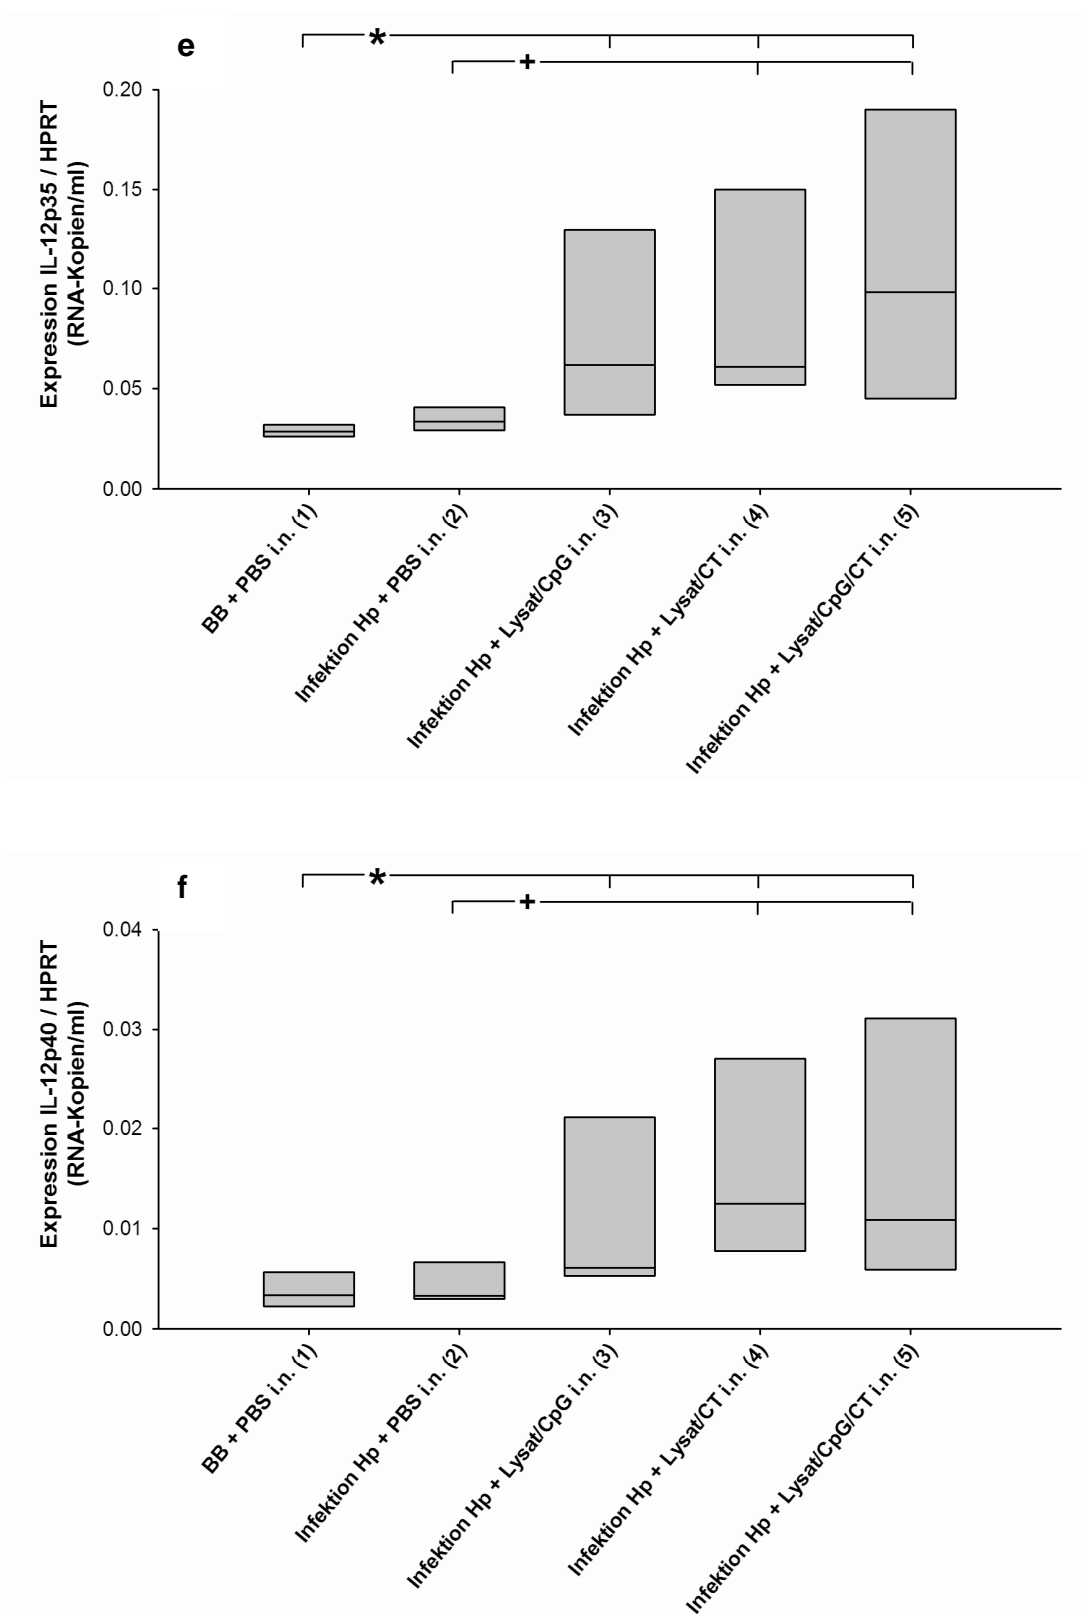 e
*
+
Expression IL-12p35 / HPRT
(RNA-Kopien/ml)
0.20
0.15
0.10
0.05
0.00
BB + PBS i.n. (1)
Infektion Hp + PBS i.n. (2)
Infektion Hp + Lysat/CpG i.n. (3)
Infektion Hp + Lysat/CT i.n. (4)
Infektion Hp + Lysat/CpG/CT i.n. (5)
f
*
+
Expression IL-12p40 / HPRT
(RNA-Kopien/ml)
0.04
0.03
0.02
0.01
0.00
BB + PBS i.n. (1)
Infektion Hp + PBS i.n. (2)
Infektion Hp + Lysat/CpG i.n. (3)
Infektion Hp + Lysat/CT i.n. (4)
Infektion Hp + Lysat/CpG/CT i.n. (5)